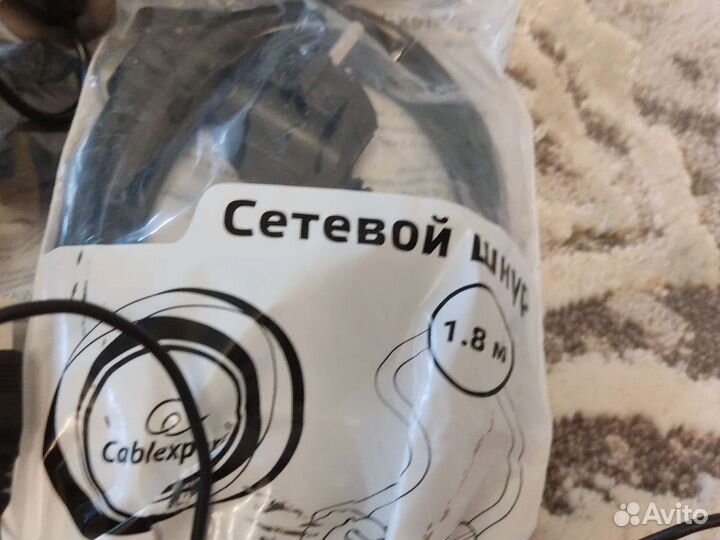 Сетевой шнур
1.8 м
Cablexpert®
Avito